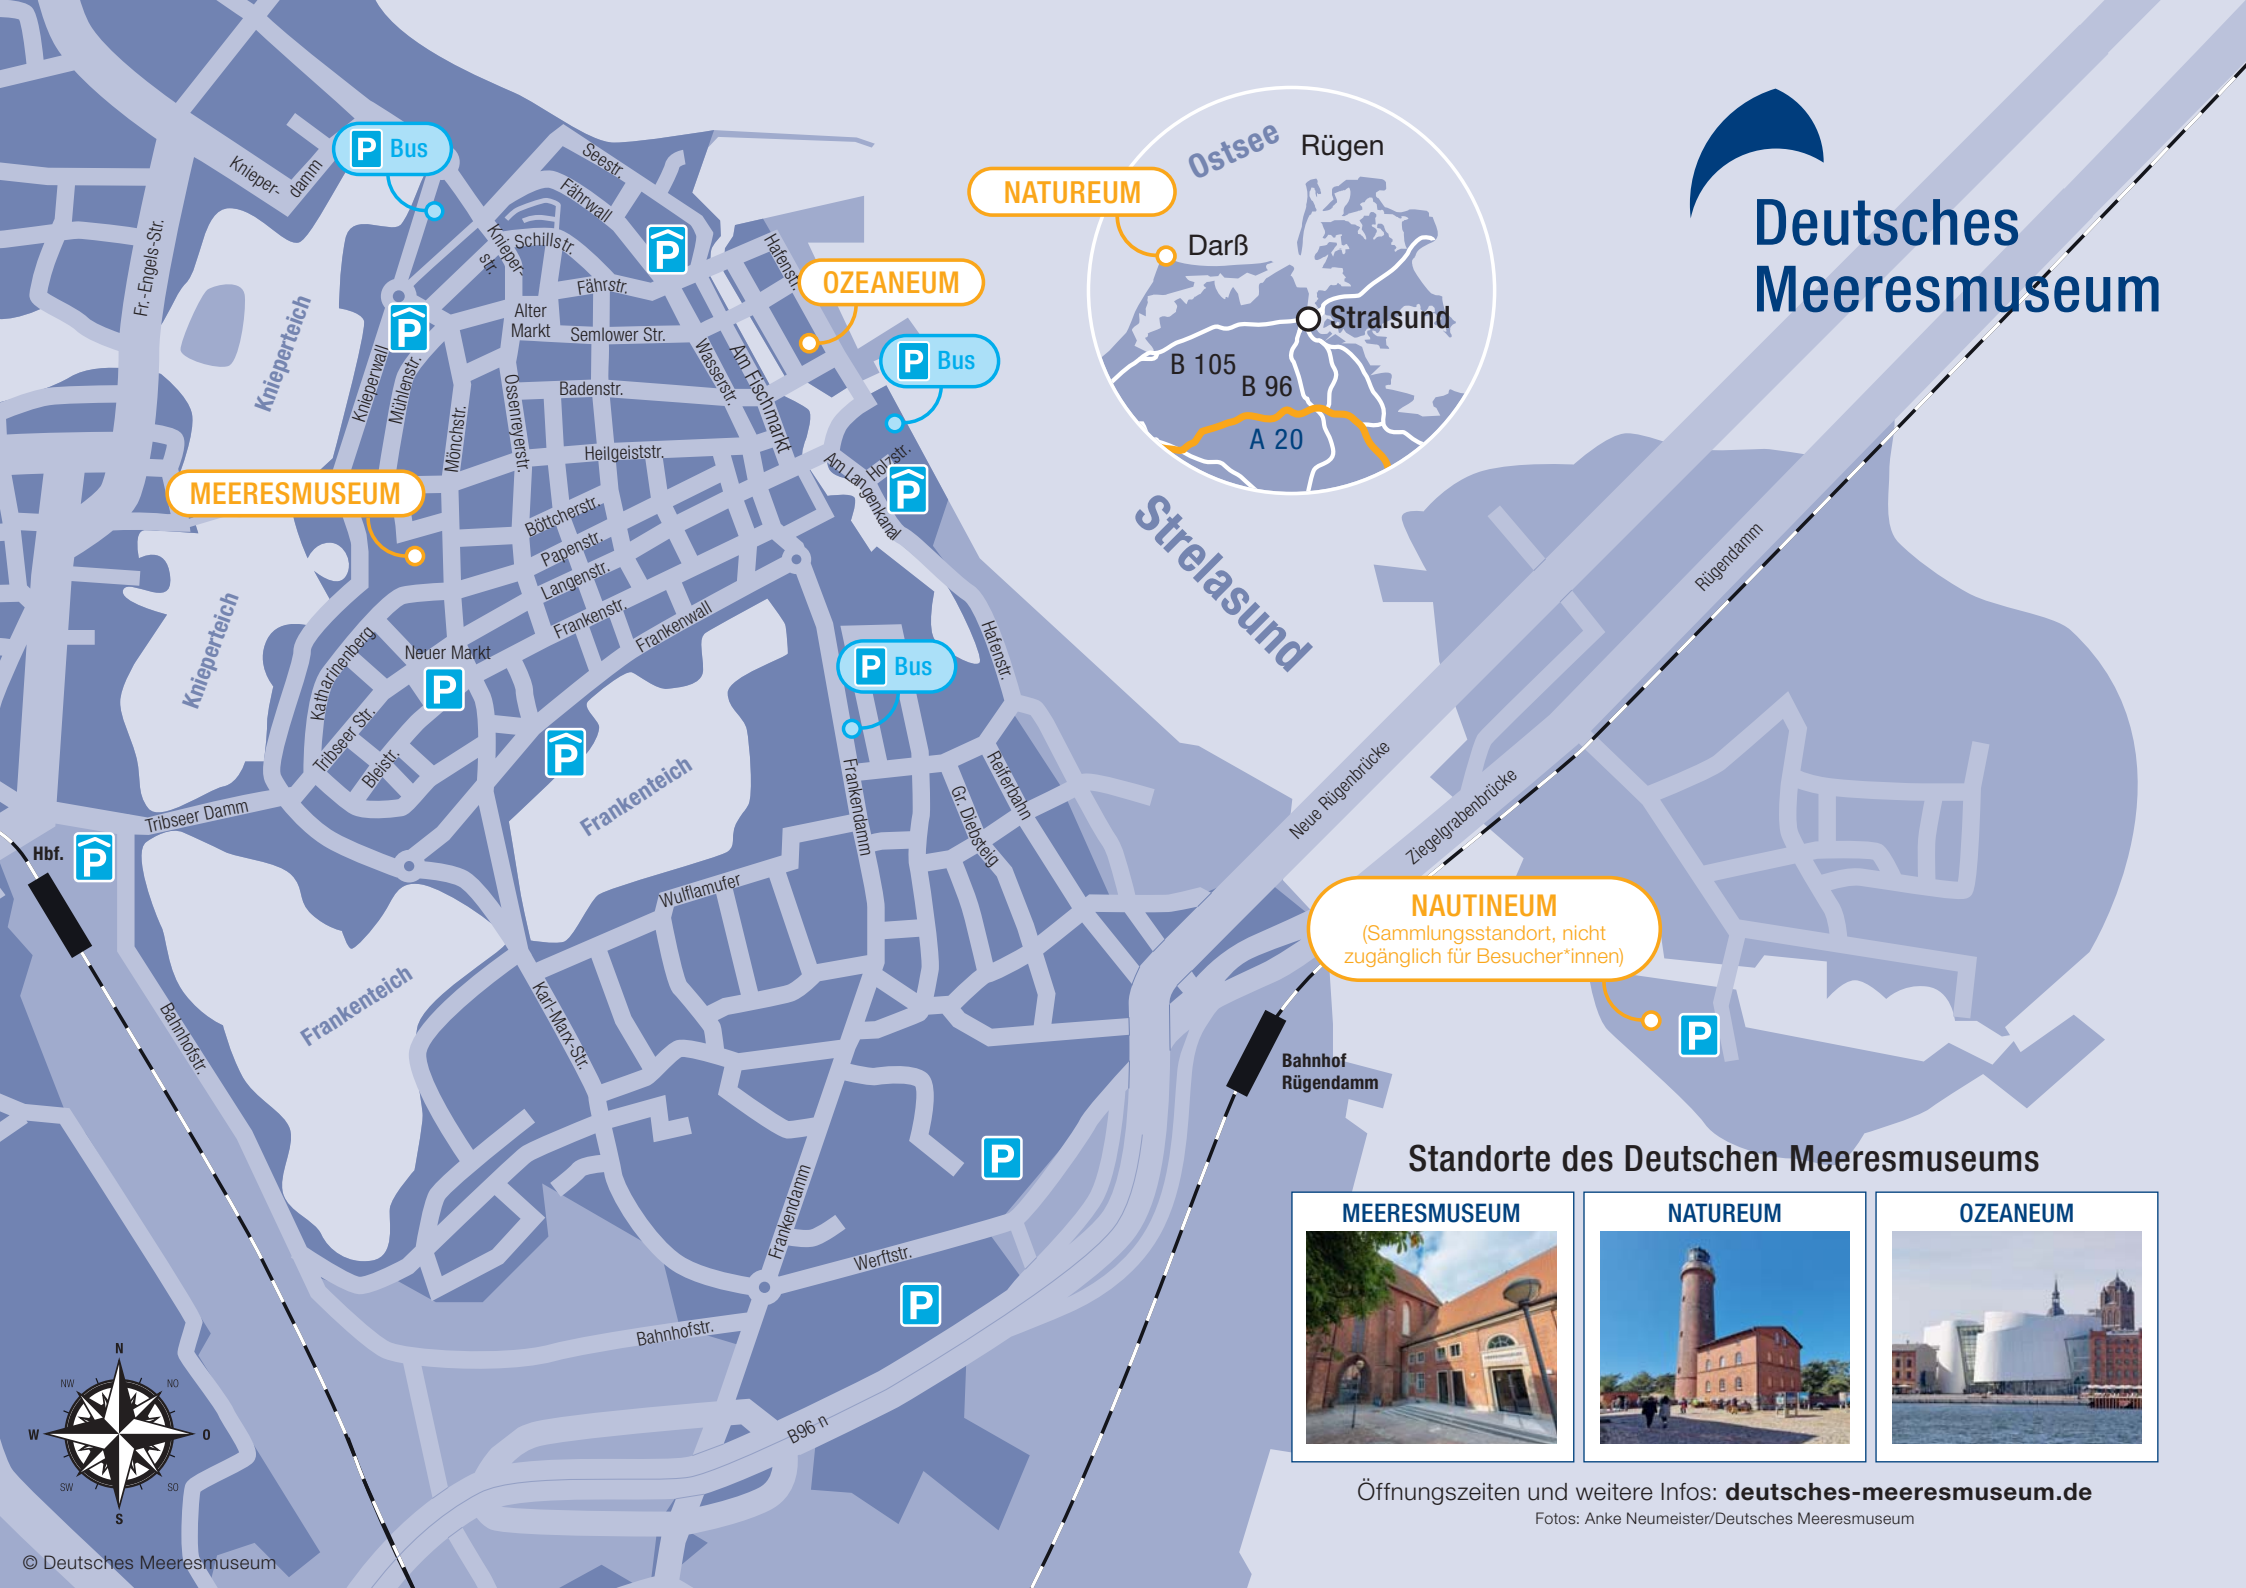 Deutsches
Meeresmuseum
Ostsee
Rügen
NATUREUM
Darß
Stralsund
B 105
B 96
A 20
P Bus
Knieper-
damm
Seestr.
Fährwall
Fr.-Engels-Str.
Knieper-
str.
Schillstr.
P
Hafenstr.
OZEANEUM
Fährstr.
Knieperteich
P
Alter
Markt
Semlower Str.
P Bus
Knieperwall
Mühlenstr.
Mönchstr.
Ossenreyerstr.
Badenstr.
Wasserstr.
Am Fischmarkt
Heilgeiststr.
Am Langenkanal
Holzstr.
P
MEERESMUSEUM
Böttcherstr.
Papenstr.
Langenstr.
Frankenstr.
Frankenwall
Strelasund
Rügendamm
Knieperteich
Katharinenberg
Neuer Markt
P
P Bus
Hafenstr.
Tribseer Str.
Bleistr.
P
Frankenteich
Frankendamm
Reiferbahn
Gr. Diebsteig
Neue Rügenbrücke
Ziegelgrabenbrücke
Tribseer Damm
Hbf.
P
Wulflamufer
NAUTINEUM
(Sammlungsstandort, nicht
zugänglich für Besucher*innen)
P
Frankenteich
Bahnhofstr.
Karl-Marx-Str.
Bahnhof
Rügendamm
P
Frankendamm
Werftstr.
P
Bahnhofstr.
B96 n
Standorte des Deutschen Meeresmuseums
MEERESMUSEUM
NATUREUM
OZEANEUM
Öffnungszeiten und weitere Infos: deutsches-meeresmuseum.de
Fotos: Anke Neumeister/Deutsches Meeresmuseum
N
NW
NO
W
O
SW
SO
S
© Deutsches Meeresmuseum